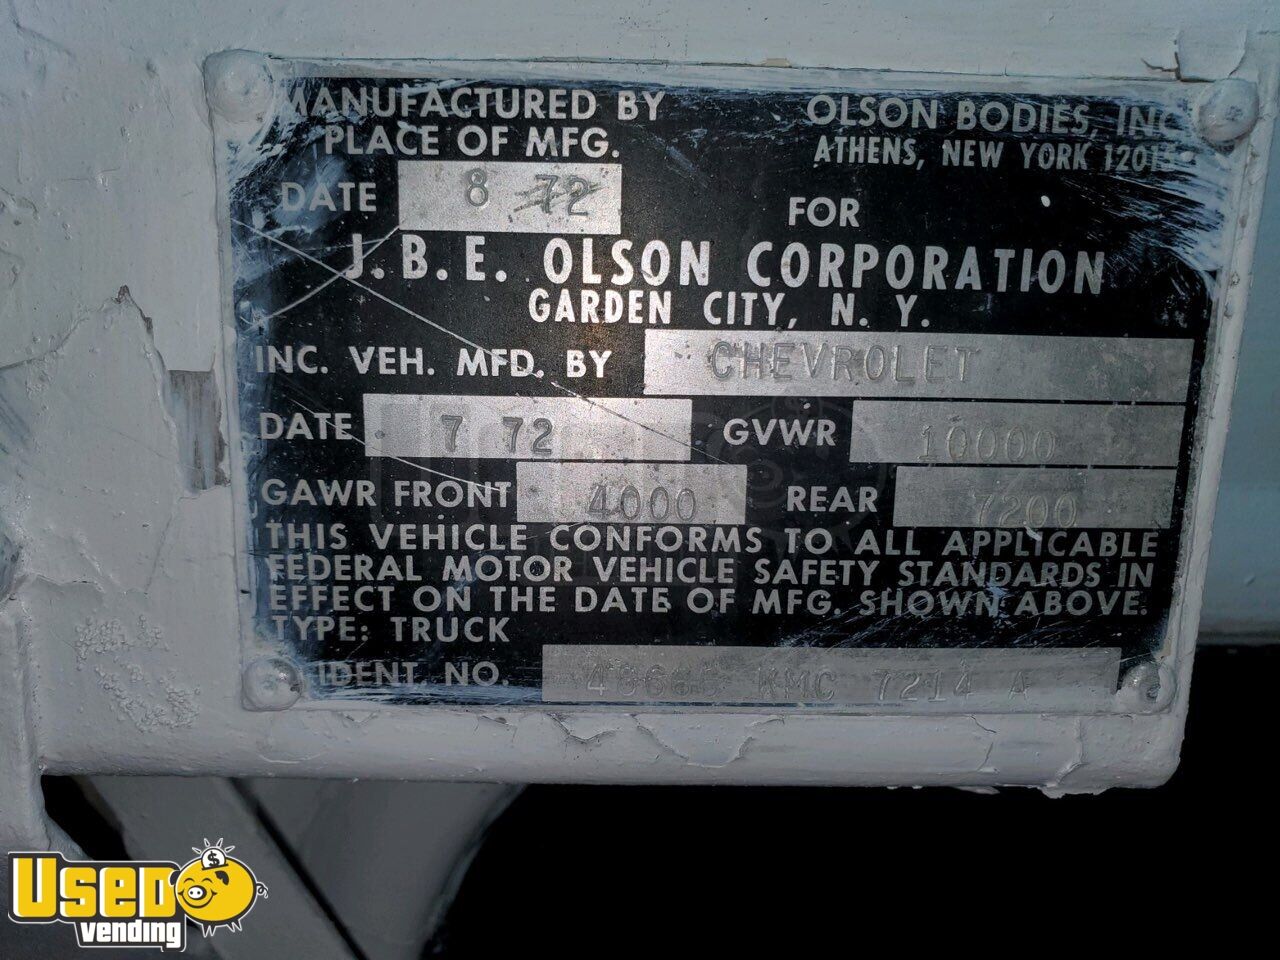 MANUFACTURED BY OLSON BODIES, INC
PLACE OF MFG. ATHENS, NEW YORK 12015
DATE 8 72 FOR
J.B.E. OLSON CORPORATION
GARDEN CITY, N. Y.
INC. VEH. MFD. BY CHEVROLET
DATE 7 72 GVWR 10000
GAWR FRONT 4000 REAR 7200
THIS VEHICLE CONFORMS TO ALL APPLICABLE
FEDERAL MOTOR VEHICLE SAFETY STANDARDS IN
EFFECT ON THE DATE OF MFG. SHOWN ABOVE.
TYPE: TRUCK
IDENT. NO. KMC 7214 A
USED
vending